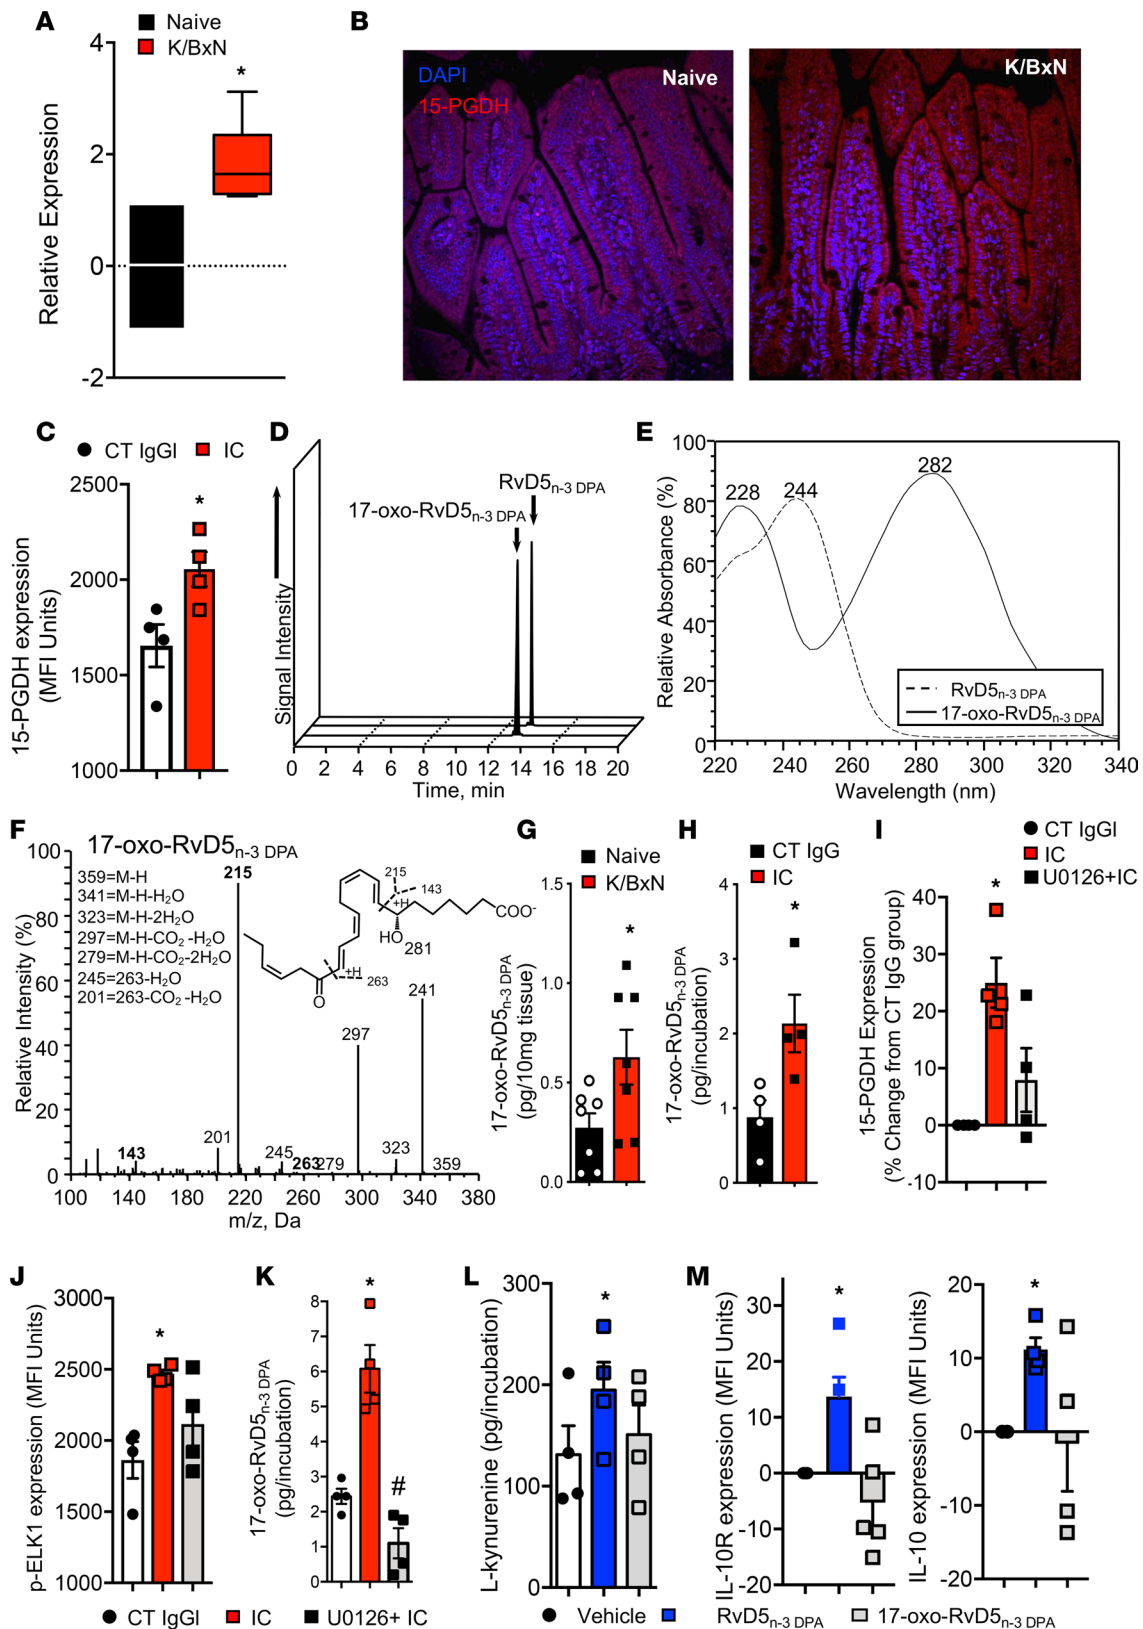 A
Naive
K/BxN
Relative Expression
4
2
0
-2
*
B
DAPI
15-PGDH
Naive
K/BxN
C
CT IgGl
IC
15-PGDH expression
(MFI Units)
2500
2000
1500
1000
*
D
Signal Intensity
RvD5n-3 DPA
17-oxo-RvD5n-3 DPA
0 2 4 6 8 10 12 14 16 18 20
Time, min
E
Relative Absorbance (%)
100
80
60
40
20
0
228
244
282
RvD5n-3 DPA
17-oxo-RvD5n-3 DPA
220 240 260 280 300 320 340
Wavelength (nm)
F
17-oxo-RvD5n-3 DPA
Relative Intensity (%)
100
80
60
40
20
0
359=M-H
341=M-H-H2O
323=M-H-2H2O
297=M-H-CO2-H2O
279=M-H-CO2-2H2O
245=263-H2O
201=263-CO2-H2O
215
215
143
+H
COO-
HO
281
+H
263
O
241
297
143
201
245
263
279
323
359
100 140 180 220 260 300 340 380
m/z, Da
G
Naive
K/BxN
17-oxo-RvD5n-3 DPA
(pg/10mg tissue)
1.5
1.0
0.5
0.0
*
H
CT IgG
IC
17-oxo-RvD5n-3 DPA
(pg/incubation)
4
3
2
1
0
*
I
CT IgGl
IC
U0126+IC
15-PGDH Expression
(% Change from CT IgG group)
40
30
20
10
0
-10
*
J
p-ELK1 expression (MFI Units)
3000
2500
2000
1500
1000
*
K
17-oxo-RvD5n-3 DPA
(pg/incubation)
8
7
6
5
4
3
2
1
0
*
#
CT IgGl
IC
U0126+ IC
L
L-kynurenine (pg/incubation)
300
200
100
0
*
M
IL-10R expression (MFI Units)
30
20
10
0
-10
-20
*
IL-10 expression (MFI Units)
20
10
0
-10
-20
*
Vehicle
RvD5n-3 DPA
17-oxo-RvD5n-3 DPA